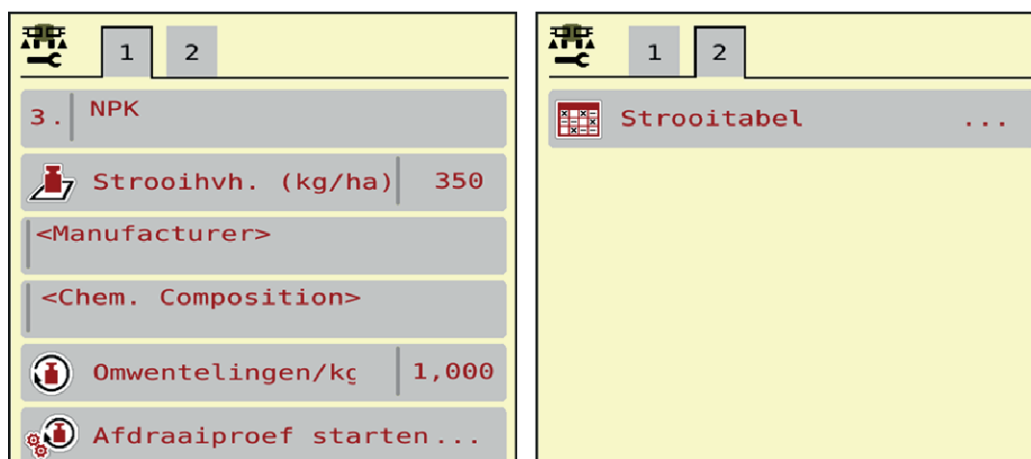 1 2
3. NPK
Strooihvh. (kg/ha) 350
<Manufacturer>
<Chem. Composition>
Omwentelingen/kg 1,000
Afdraaiproef starten...
1 2
Strooitabel ...